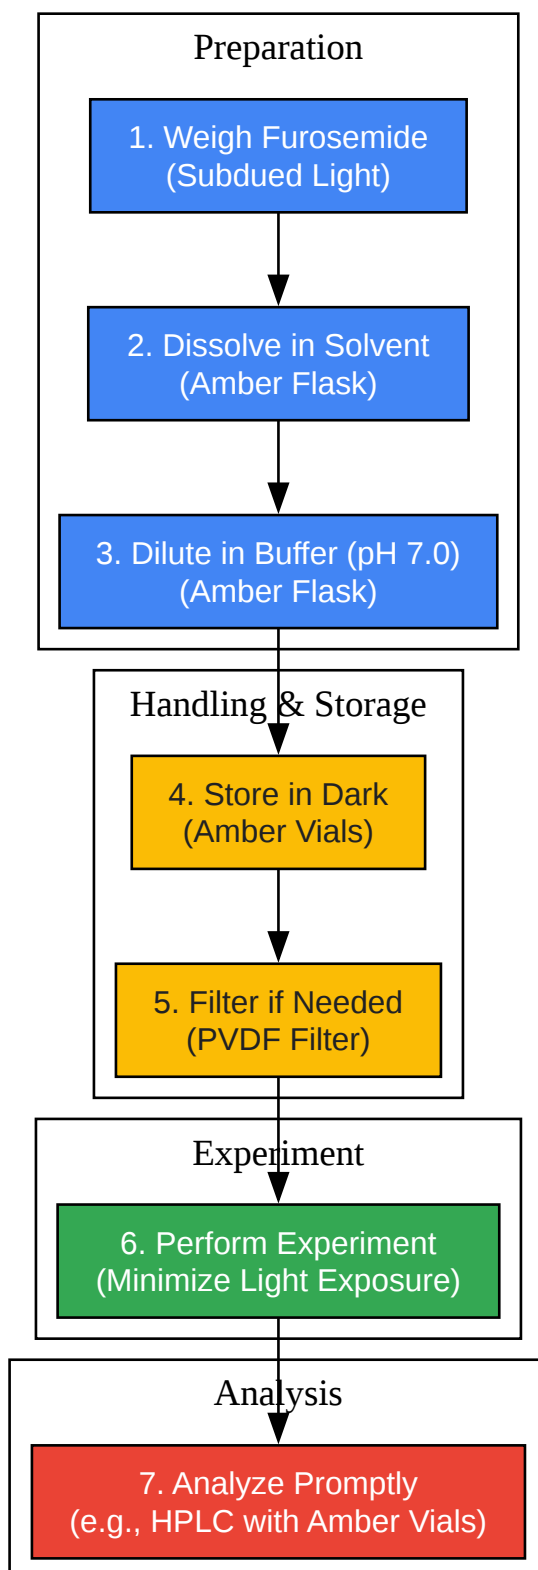 Preparation
1. Weigh Furosemide
(Subdued Light)
2. Dissolve in Solvent
(Amber Flask)
3. Dilute in Buffer (pH 7.0)
(Amber Flask)
Handling & Storage
4. Store in Dark
(Amber Vials)
5. Filter if Needed
(PVDF Filter)
Experiment
6. Perform Experiment
(Minimize Light Exposure)
Analysis
7. Analyze Promptly
(e.g., HPLC with Amber Vials)